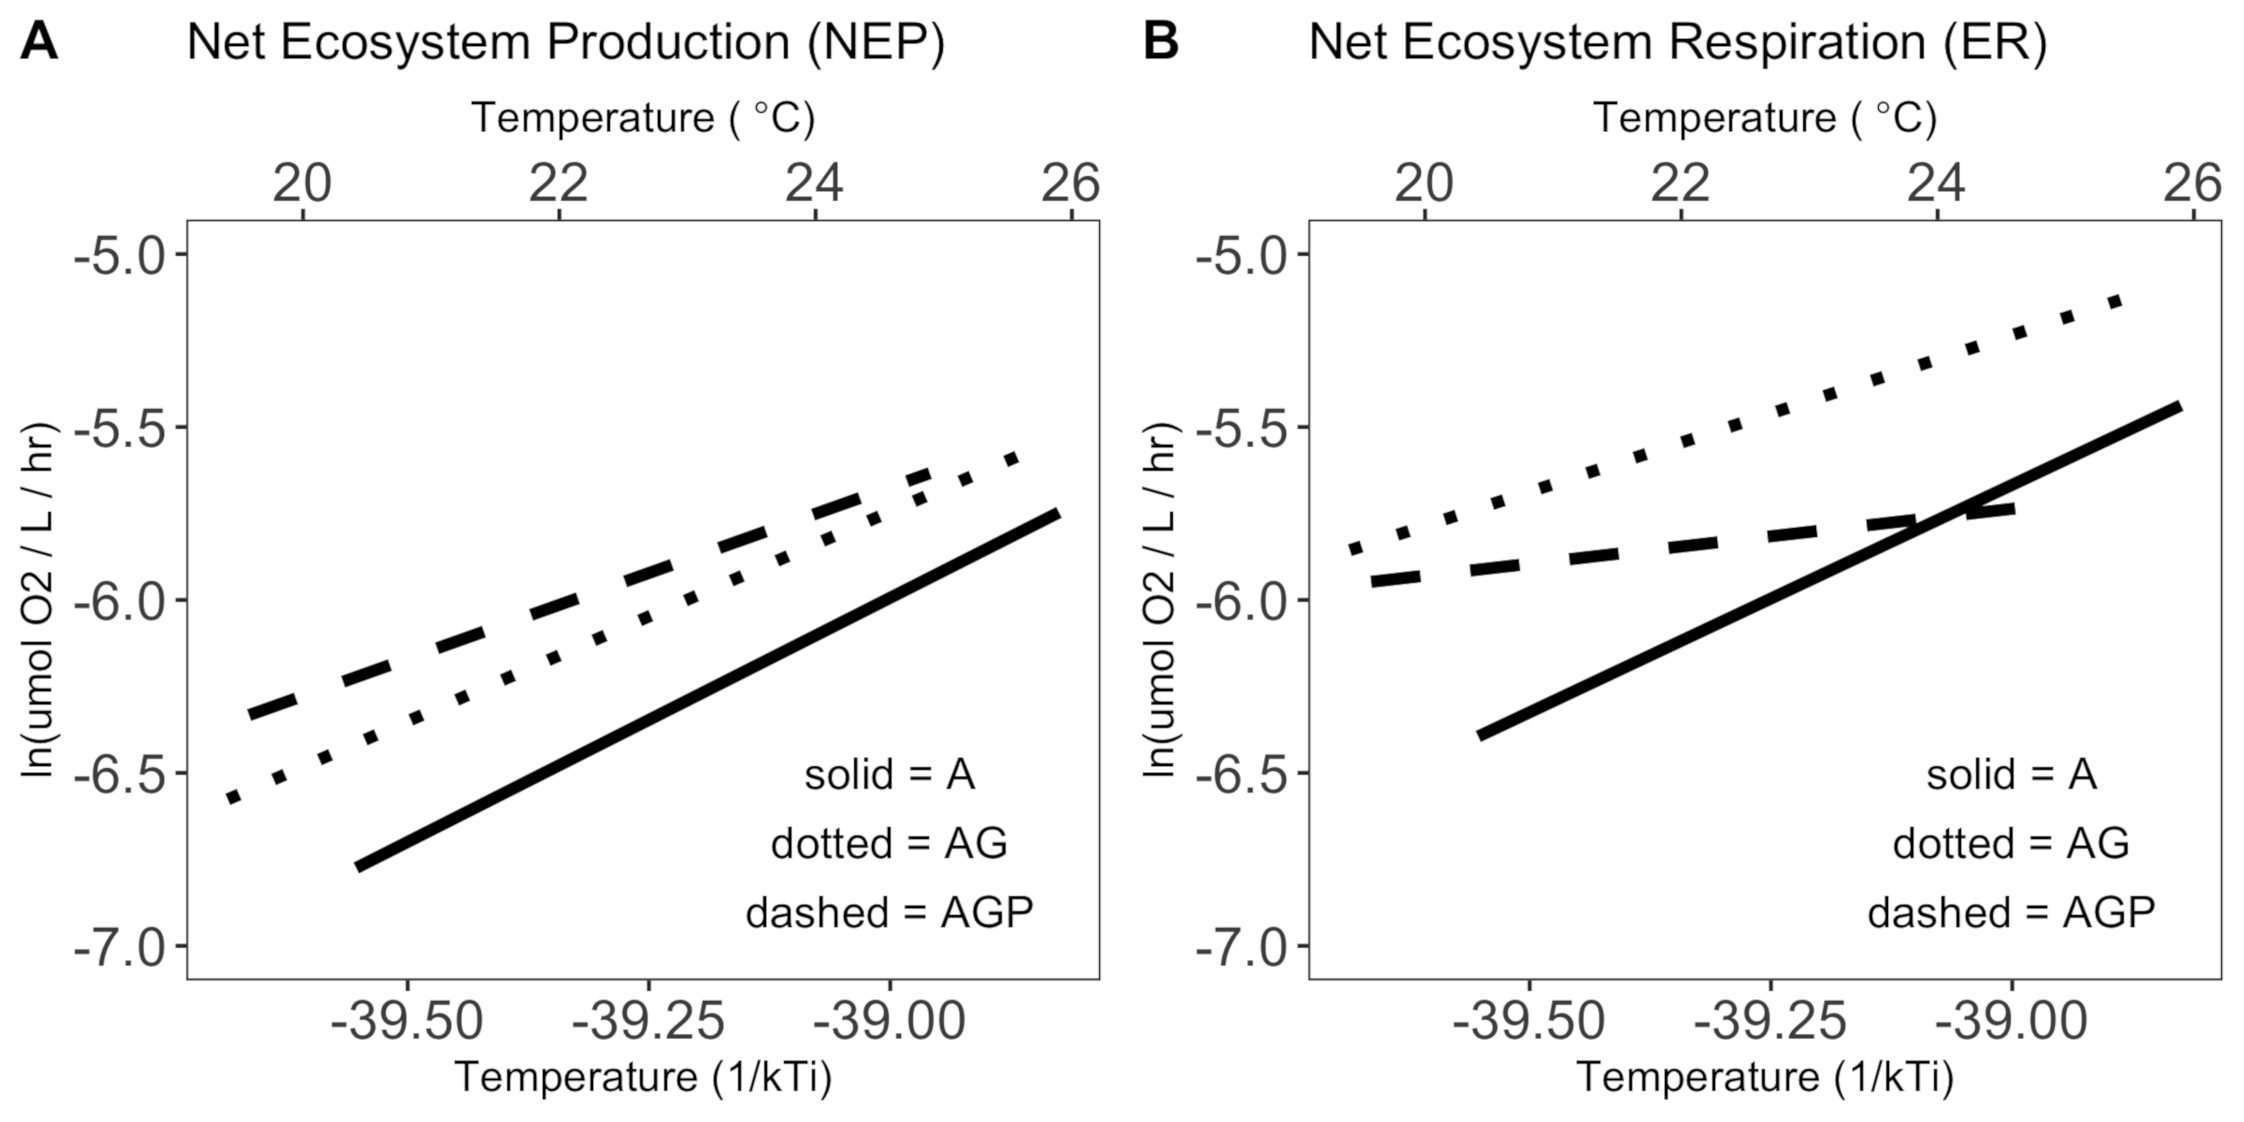 A Net Ecosystem Production (NEP)
Temperature ( °C)
20 22 24 26
-5.0
-5.5
-6.0
-6.5
-7.0
ln(umol O2 / L / hr)
solid = A
dotted = AG
dashed = AGP
-39.50 -39.25 -39.00
Temperature (1/kTi)
B Net Ecosystem Respiration (ER)
Temperature ( °C)
20 22 24 26
-5.0
-5.5
-6.0
-6.5
-7.0
ln(umol O2 / L / hr)
solid = A
dotted = AG
dashed = AGP
-39.50 -39.25 -39.00
Temperature (1/kTi)